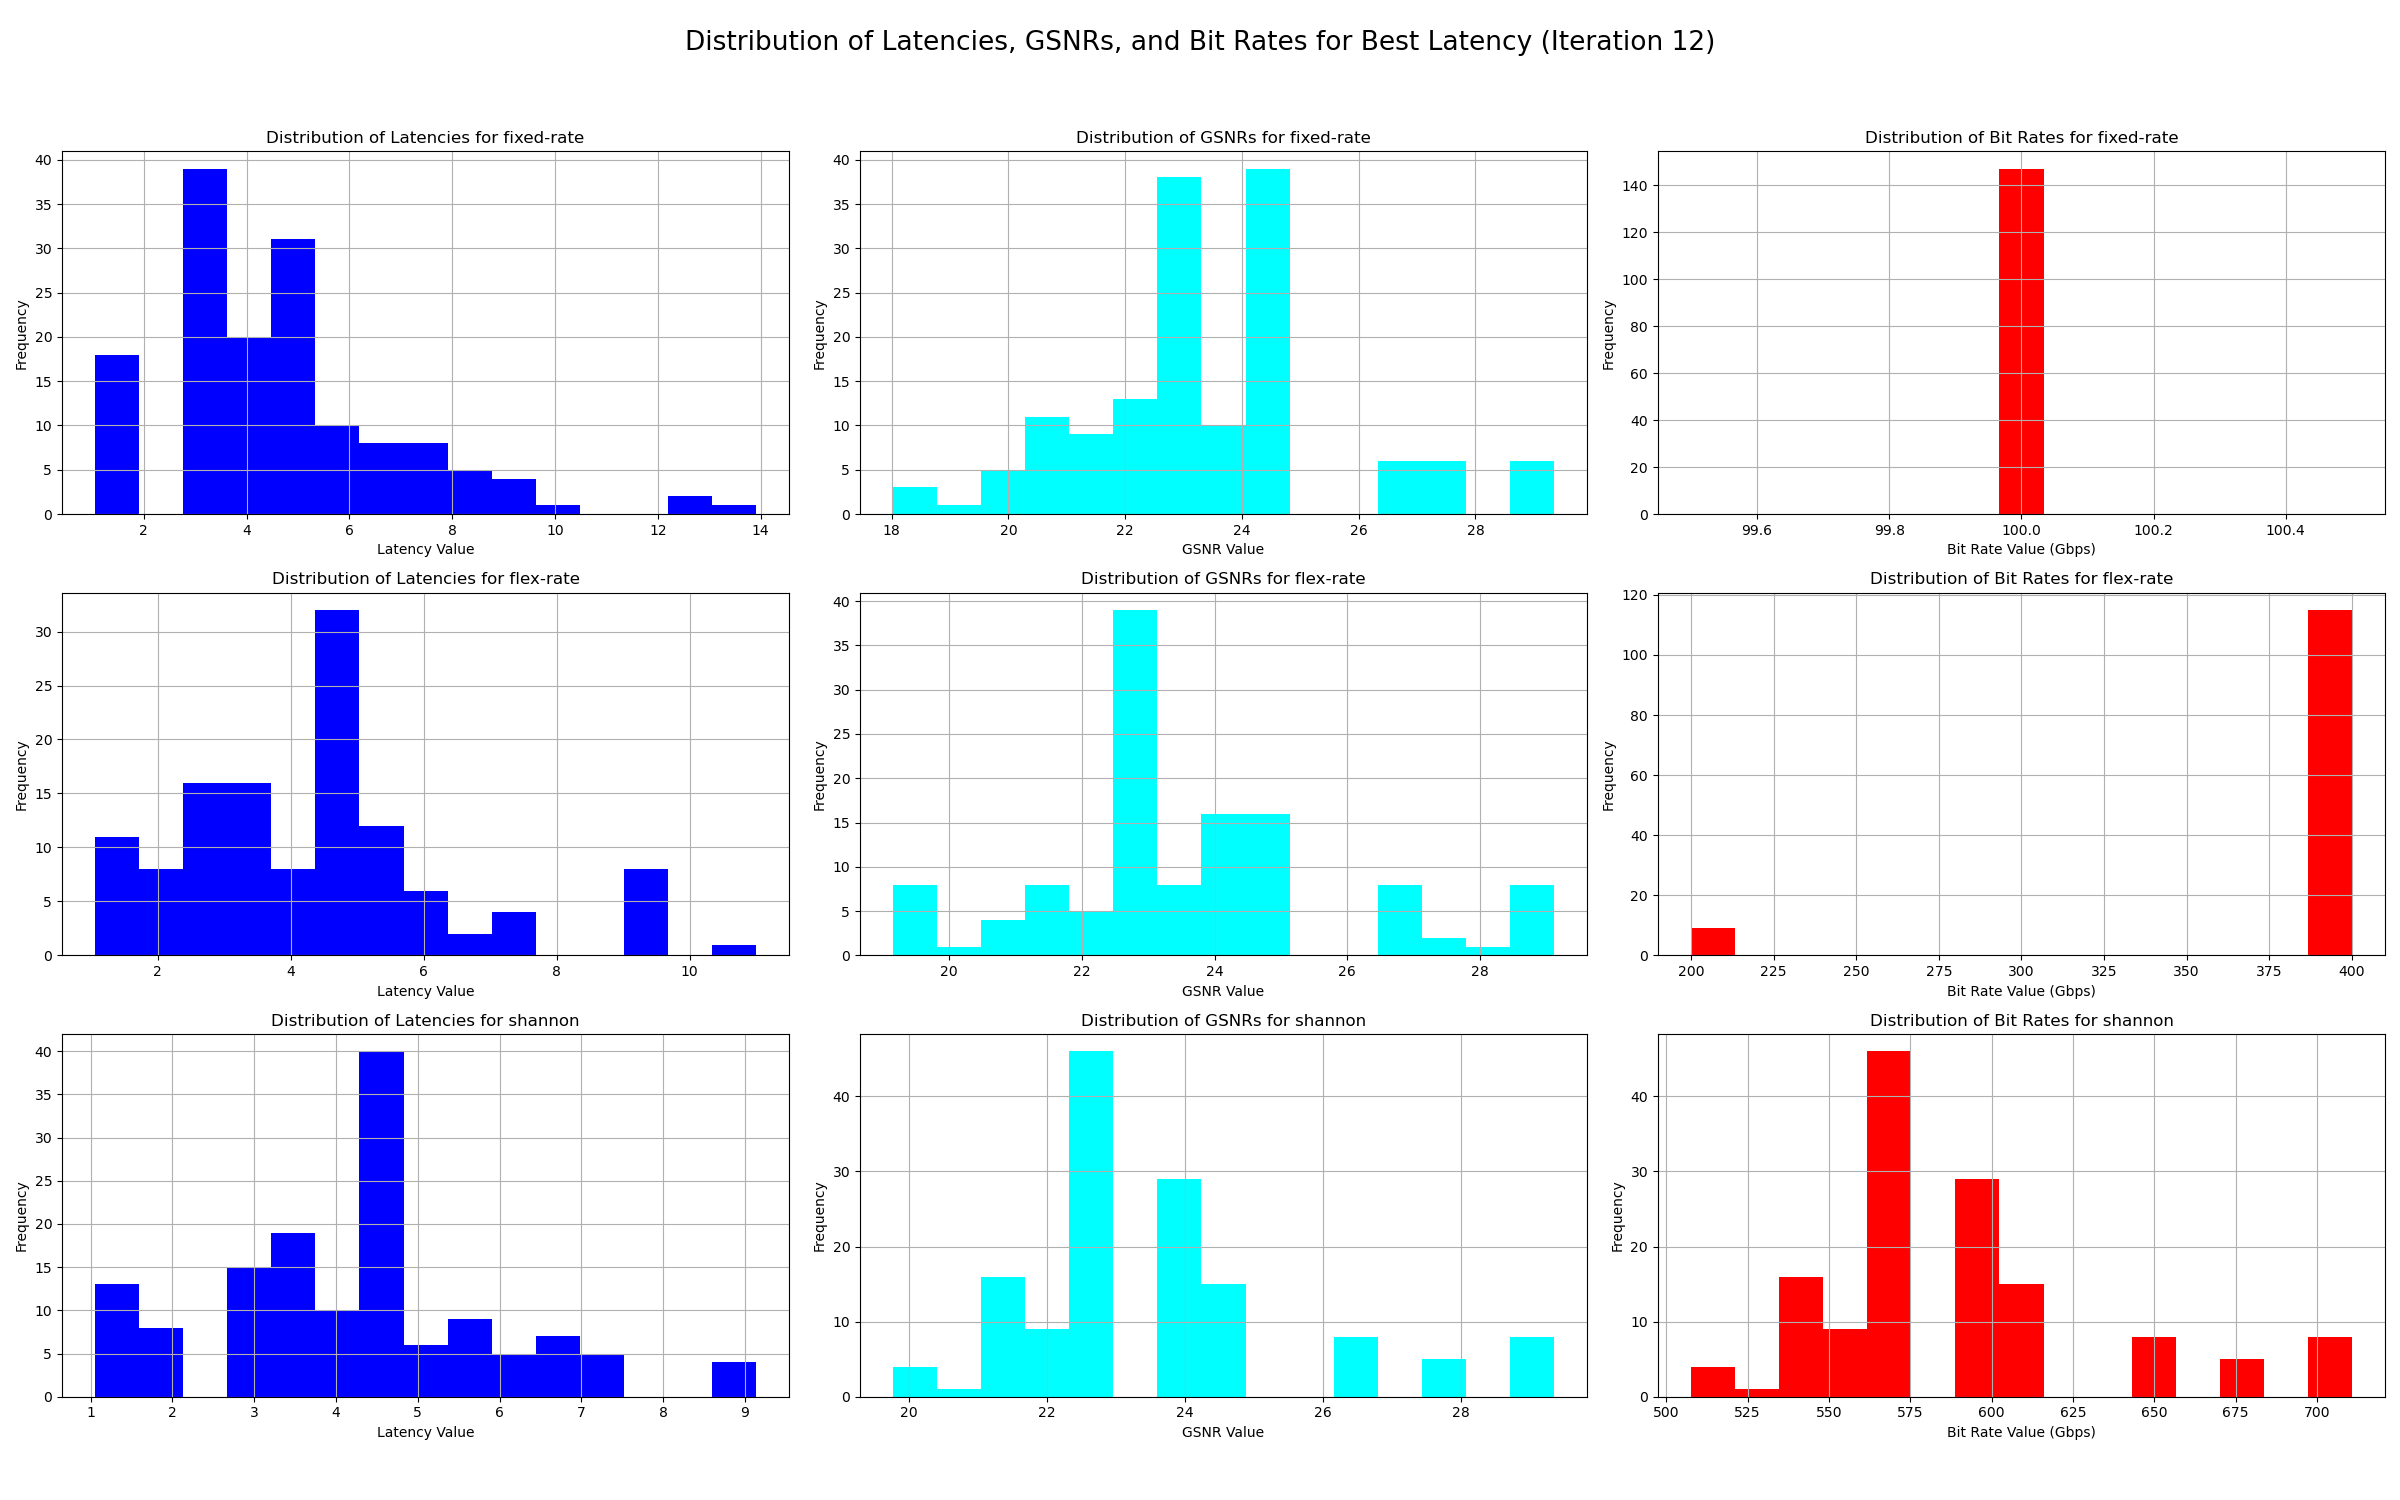 Distribution of Latencies, GSNRs, and Bit Rates for Best Latency (Iteration 12)
Distribution of Latencies for fixed-rate
Frequency
0 5 10 15 20 25 30 35 40
2 4 6 8 10 12 14
Latency Value
Distribution of GSNRs for fixed-rate
Frequency
0 5 10 15 20 25 30 35 40
18 20 22 24 26 28
GSNR Value
Distribution of Bit Rates for fixed-rate
Frequency
0 20 40 60 80 100 120 140
99.6 99.8 100.0 100.2 100.4
Bit Rate Value (Gbps)
Distribution of Latencies for flex-rate
Frequency
0 5 10 15 20 25 30
2 4 6 8 10
Latency Value
Distribution of GSNRs for flex-rate
Frequency
0 5 10 15 20 25 30 35 40
20 22 24 26 28
GSNR Value
Distribution of Bit Rates for flex-rate
Frequency
0 20 40 60 80 100 120
200 225 250 275 300 325 350 375 400
Bit Rate Value (Gbps)
Distribution of Latencies for shannon
Frequency
0 5 10 15 20 25 30 35 40
1 2 3 4 5 6 7 8 9
Latency Value
Distribution of GSNRs for shannon
Frequency
0 10 20 30 40
20 22 24 26 28
GSNR Value
Distribution of Bit Rates for shannon
Frequency
0 10 20 30 40
500 525 550 575 600 625 650 675 700
Bit Rate Value (Gbps)